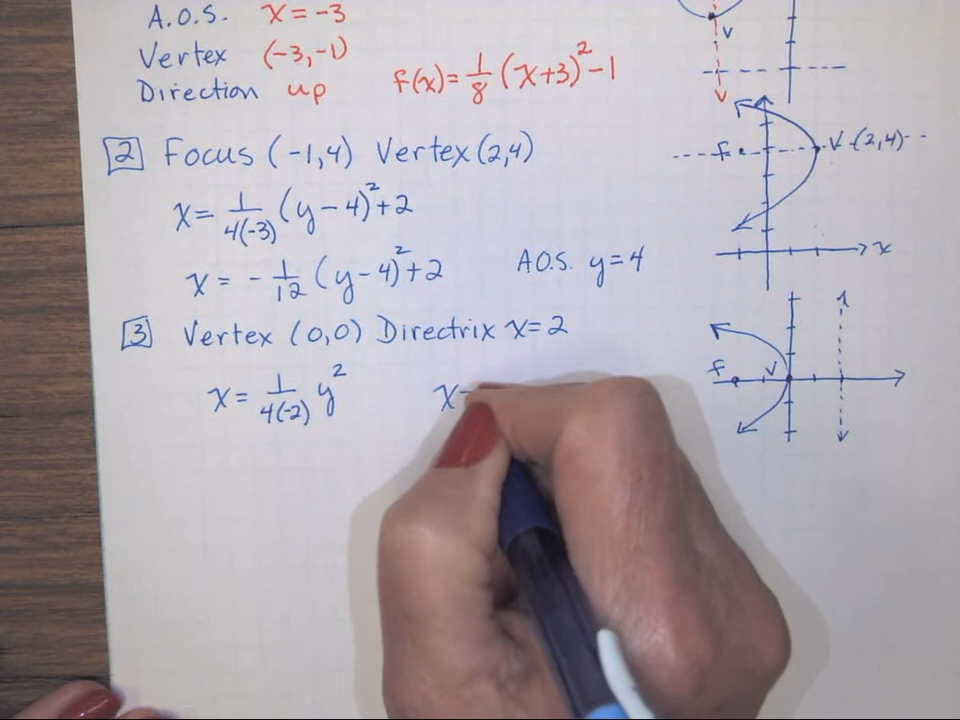 A.O.S. x = -3
Vertex (-3,-1)
Direction up f(x) = 1/8 (x+3)² - 1
v
2 Focus (-1,4) Vertex (2,4)
f V (2,4)
x = 1/4(-3) (y - 4)² + 2
x = - 1/12 (y - 4)² + 2 A.O.S. y = 4
x
3 Vertex (0,0) Directrix x = 2
f V
x = 1/4(-2) y² x =